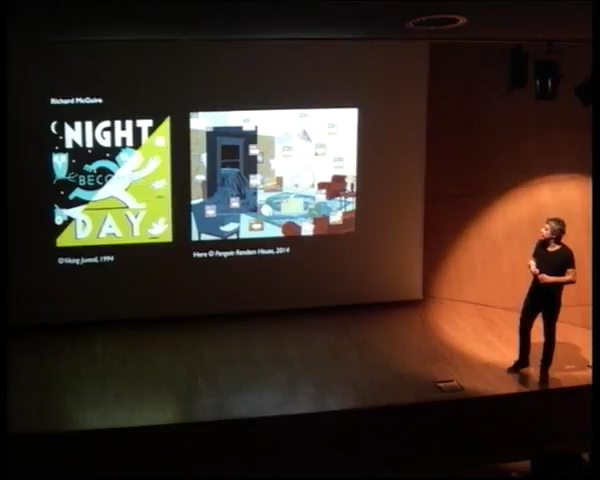 Richard McGuire
NIGHT
BECO
DAY
© Viking Juvenil, 1994
Here © Penguin Random House, 2014